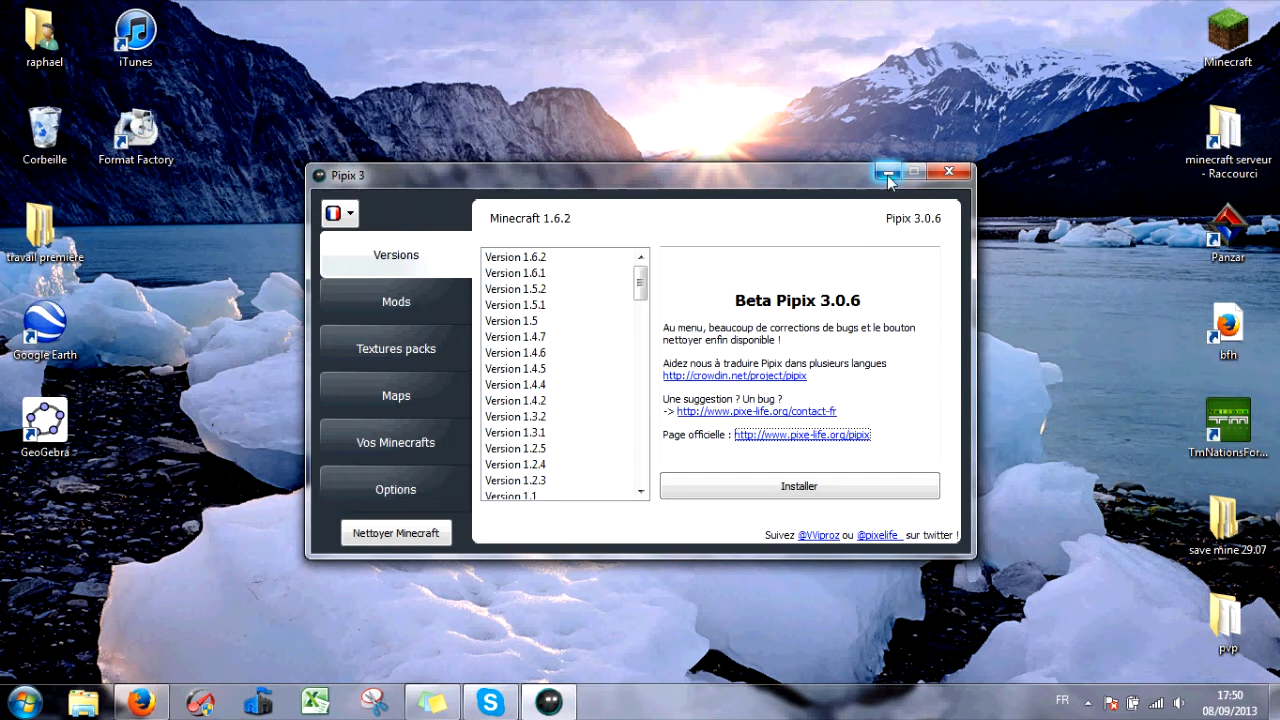 raphael
iTunes
Minecraft
Corbeille
Format Factory
minecraft serveur
- Raccourci
travail premiere
Panzar
Google Earth
bfh
GeoGebra
TmNationsFor...
save mine 29.07
pvp
Pipix 3
Minecraft 1.6.2
Pipix 3.0.6
Versions
Mods
Textures packs
Maps
Vos Minecrafts
Options
Nettoyer Minecraft
Version 1.6.2
Version 1.6.1
Version 1.5.2
Version 1.5.1
Version 1.5
Version 1.4.7
Version 1.4.6
Version 1.4.5
Version 1.4.4
Version 1.4.2
Version 1.3.2
Version 1.3.1
Version 1.2.5
Version 1.2.4
Version 1.2.3
Version 1.1
Beta Pipix 3.0.6
Au menu, beaucoup de corrections de bugs et le bouton
nettoyer enfin disponible !
Aidez nous à traduire Pipix dans plusieurs langues
http://crowdin.net/project/pipix
Une suggestion ? Un bug ?
-> http://www.pixe-life.org/contact-fr
Page officielle : http://www.pixe-life.org/pipix
Installer
Suivez @VViproz ou @pixelife_ sur twitter !
FR
17:50
08/09/2013